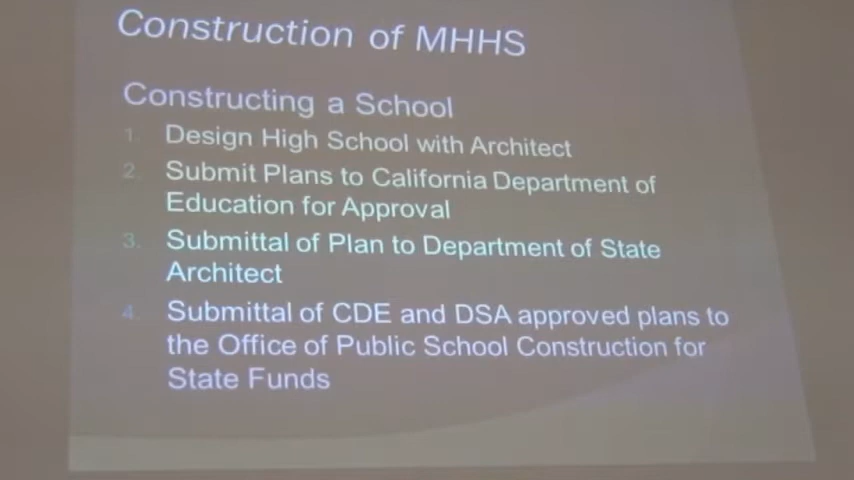 Construction of MHHS
Constructing a School
1. Design High School with Architect
2. Submit Plans to California Department of
Education for Approval
3. Submittal of Plan to Department of State
Architect
4. Submittal of CDE and DSA approved plans to
the Office of Public School Construction for
State Funds